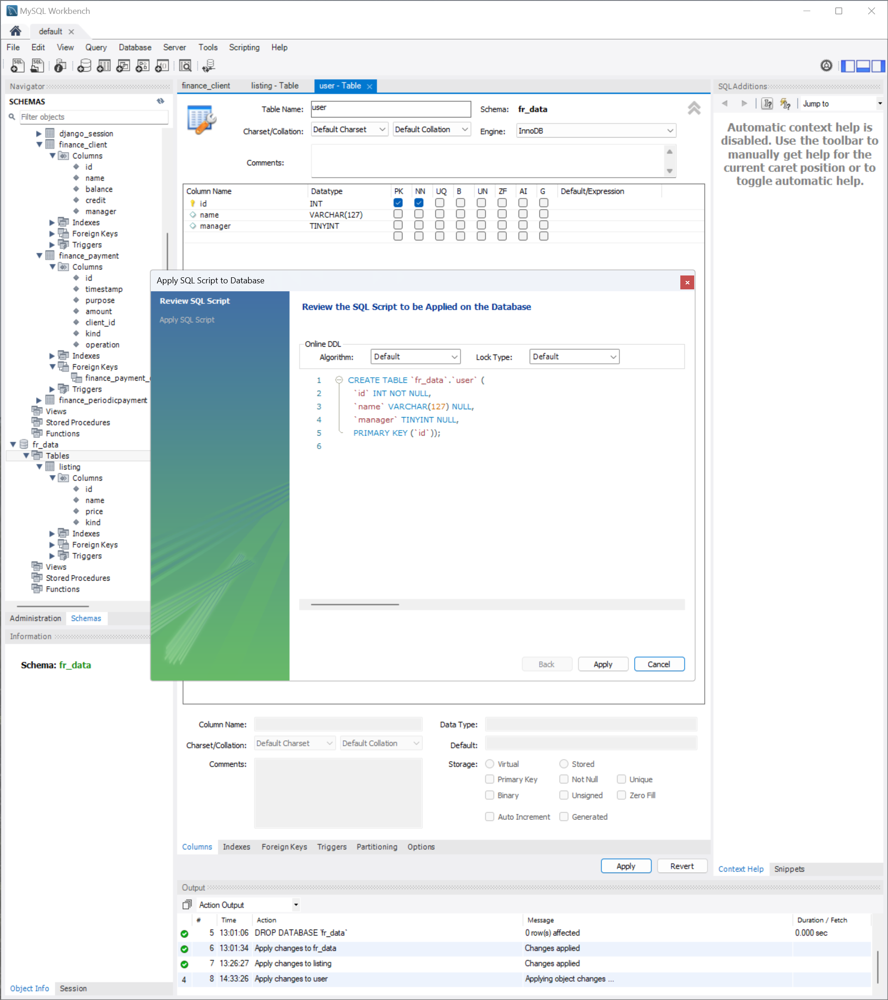 MySQL Workbench
default
File Edit View Query Database Server Tools Scripting Help
Navigator
SCHEMAS
Filter objects
django_session
finance_client
Columns
id
name
balance
credit
manager
Indexes
Foreign Keys
Triggers
finance_payment
Columns
id
timestamp
purpose
amount
client_id
kind
operation
Indexes
Foreign Keys
finance_payment_
Triggers
finance_periodicpayment
Views
Stored Procedures
Functions
fr_data
Tables
listing
Columns
id
name
price
kind
Indexes
Foreign Keys
Triggers
Views
Stored Procedures
Functions
Administration Schemas
Information
Schema: fr_data
Object Info Session
finance_client listing - Table user - Table
Table Name: user Schema: fr_data
Charset/Collation: Default Charset Default Collation Engine: InnoDB
Comments:
Column Name Datatype PK NN UQ B UN ZF AI G Default/Expression
id INT
name VARCHAR(127)
manager TINYINT
Apply SQL Script to Database
Review SQL Script
Apply SQL Script
Review the SQL Script to be Applied on the Database
Online DDL
Algorithm: Default Lock Type: Default
1 CREATE TABLE `fr_data`.`user` (
2 `id` INT NOT NULL,
3 `name` VARCHAR(127) NULL,
4 `manager` TINYINT NULL,
5 PRIMARY KEY (`id`));
6
Back Apply Cancel
Column Name: Data Type:
Charset/Collation: Default Charset Default Collation Default:
Comments: Storage: Virtual Stored
Primary Key Not Null Unique
Binary Unsigned Zero Fill
Auto Increment Generated
Columns Indexes Foreign Keys Triggers Partitioning Options
Apply Revert
SQLAdditions
Jump to
Automatic context help is
disabled. Use the toolbar to
manually get help for the
current caret position or to
toggle automatic help.
Context Help Snippets
Output
Action Output
# Time Action Message Duration / Fetch
5 13:01:06 DROP DATABASE `fr_data` 0 row(s) affected 0.000 sec
6 13:01:34 Apply changes to fr_data Changes applied
7 13:26:27 Apply changes to listing Changes applied
4 8 14:33:26 Apply changes to user Applying object changes ...